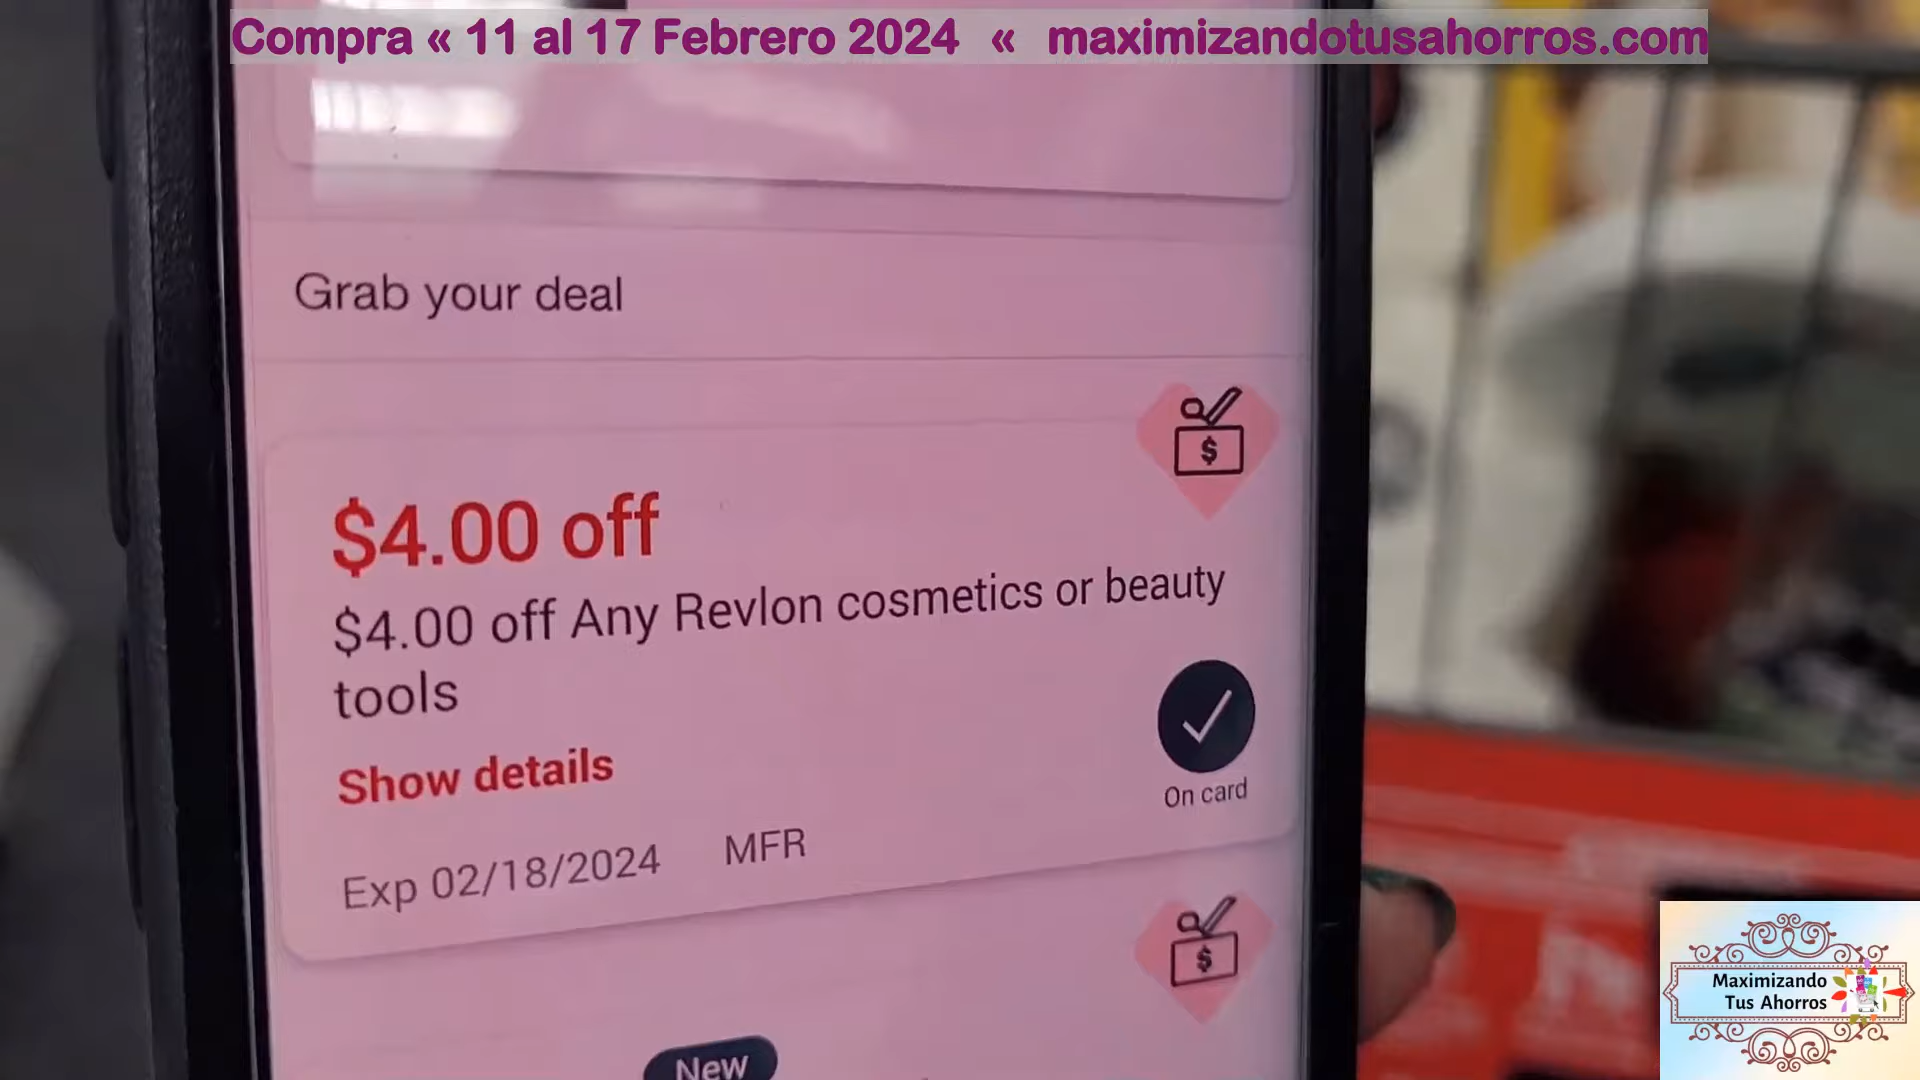 Compra « 11 al 17 Febrero 2024 « maximizandotusahorros.com
Grab your deal
$
$4.00 off
$4.00 off Any Revlon cosmetics or beauty
tools
Show details
On card
Exp 02/18/2024 MFR
$
New
Maximizando
Tus Ahorros